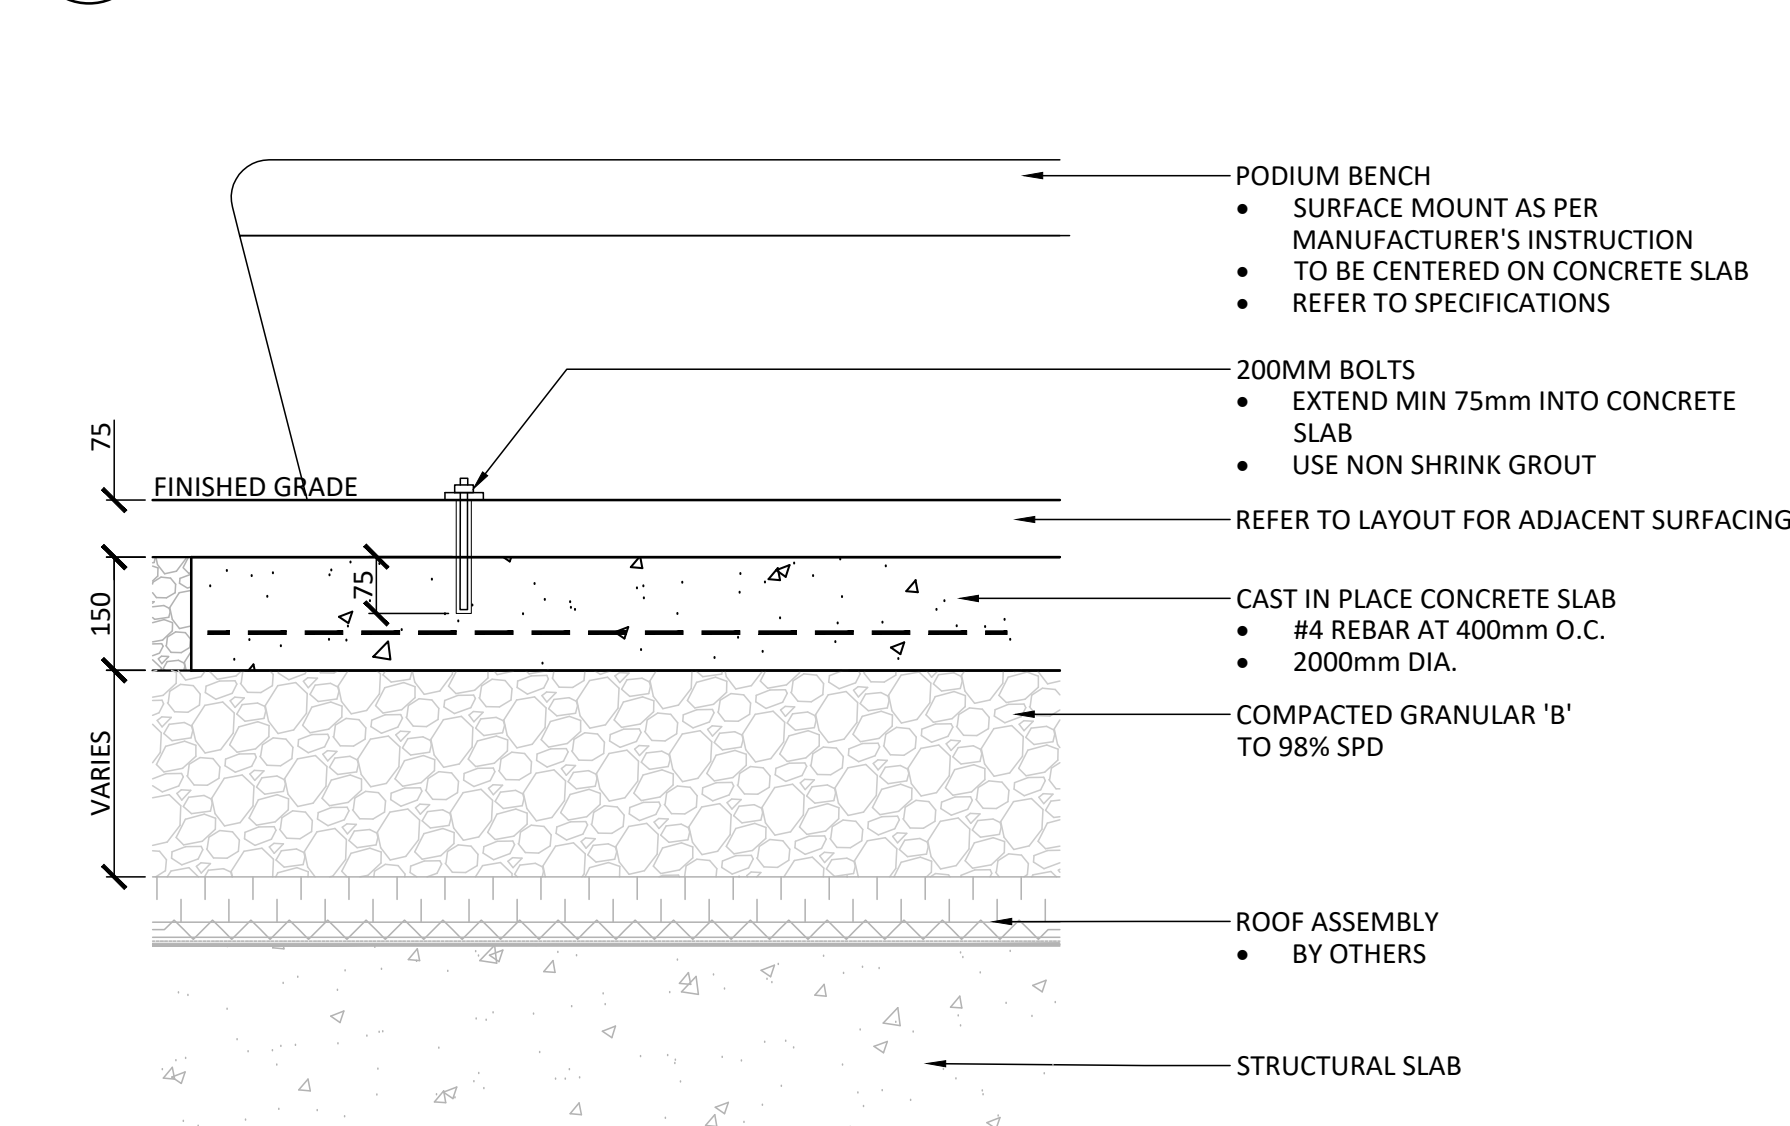 PODIUM BENCH
• SURFACE MOUNT AS PER
MANUFACTURER'S INSTRUCTION
• TO BE CENTERED ON CONCRETE SLAB
• REFER TO SPECIFICATIONS
200MM BOLTS
• EXTEND MIN 75mm INTO CONCRETE
SLAB
• USE NON SHRINK GROUT
75
FINISHED GRADE
REFER TO LAYOUT FOR ADJACENT SURFACING
75
150
CAST IN PLACE CONCRETE SLAB
• #4 REBAR AT 400mm O.C.
• 2000mm DIA.
COMPACTED GRANULAR 'B'
TO 98% SPD
VARIES
ROOF ASSEMBLY
• BY OTHERS
STRUCTURAL SLAB